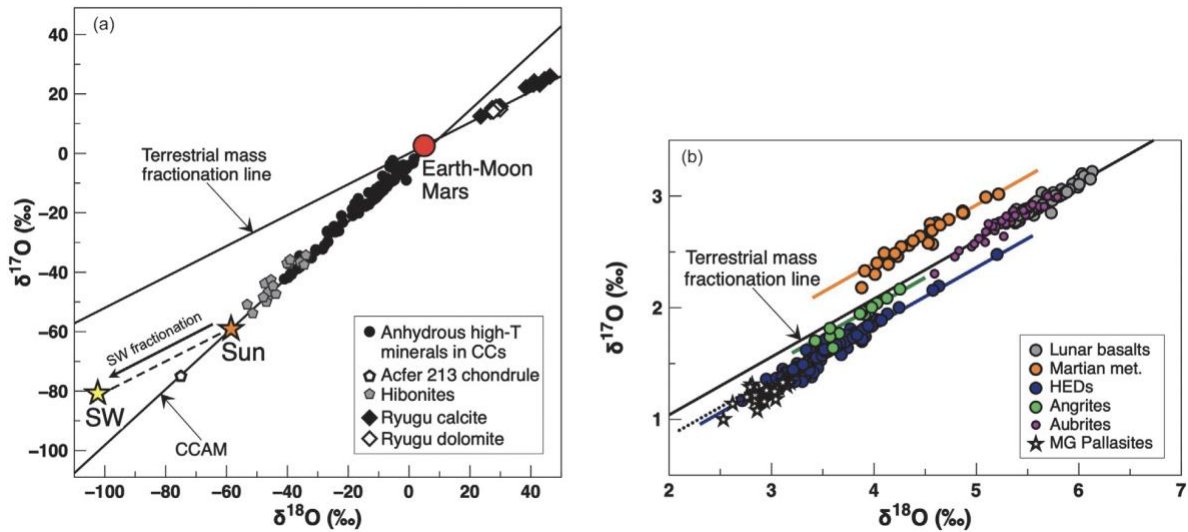 (a)
40
20
0
−20
−40
−60
−80
−100
δ17O (‰)
Terrestrial mass
fractionation line
Earth-Moon
Mars
SW fractionation
Sun
SW
CCAM
Anhydrous high-T
minerals in CCs
Acfer 213 chondrule
Hibonites
Ryugu calcite
Ryugu dolomite
−100 −80 −60 −40 −20 0 20 40
δ18O (‰)
(b)
3
2
1
δ17O (‰)
Terrestrial mass
fractionation line
Lunar basalts
Martian met.
HEDs
Angrites
Aubrites
MG Pallasites
2 3 4 5 6 7
δ18O (‰)